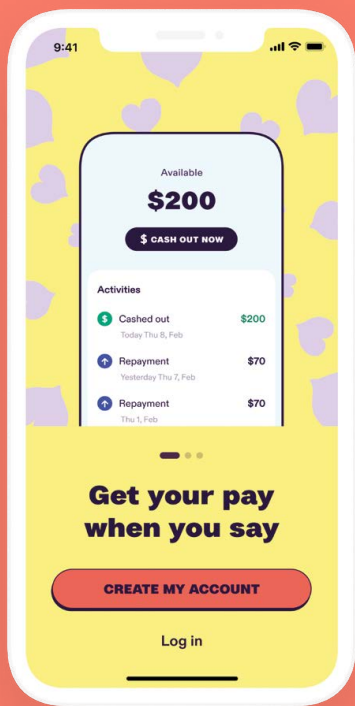 9:41
Available
$200
$ CASH OUT NOW
Activities
$ Cashed out $200
Today Thu 8, Feb
Repayment $70
Yesterday Thu 7, Feb
Repayment $70
Thu 1, Feb
Get your pay
when you say
CREATE MY ACCOUNT
Log in